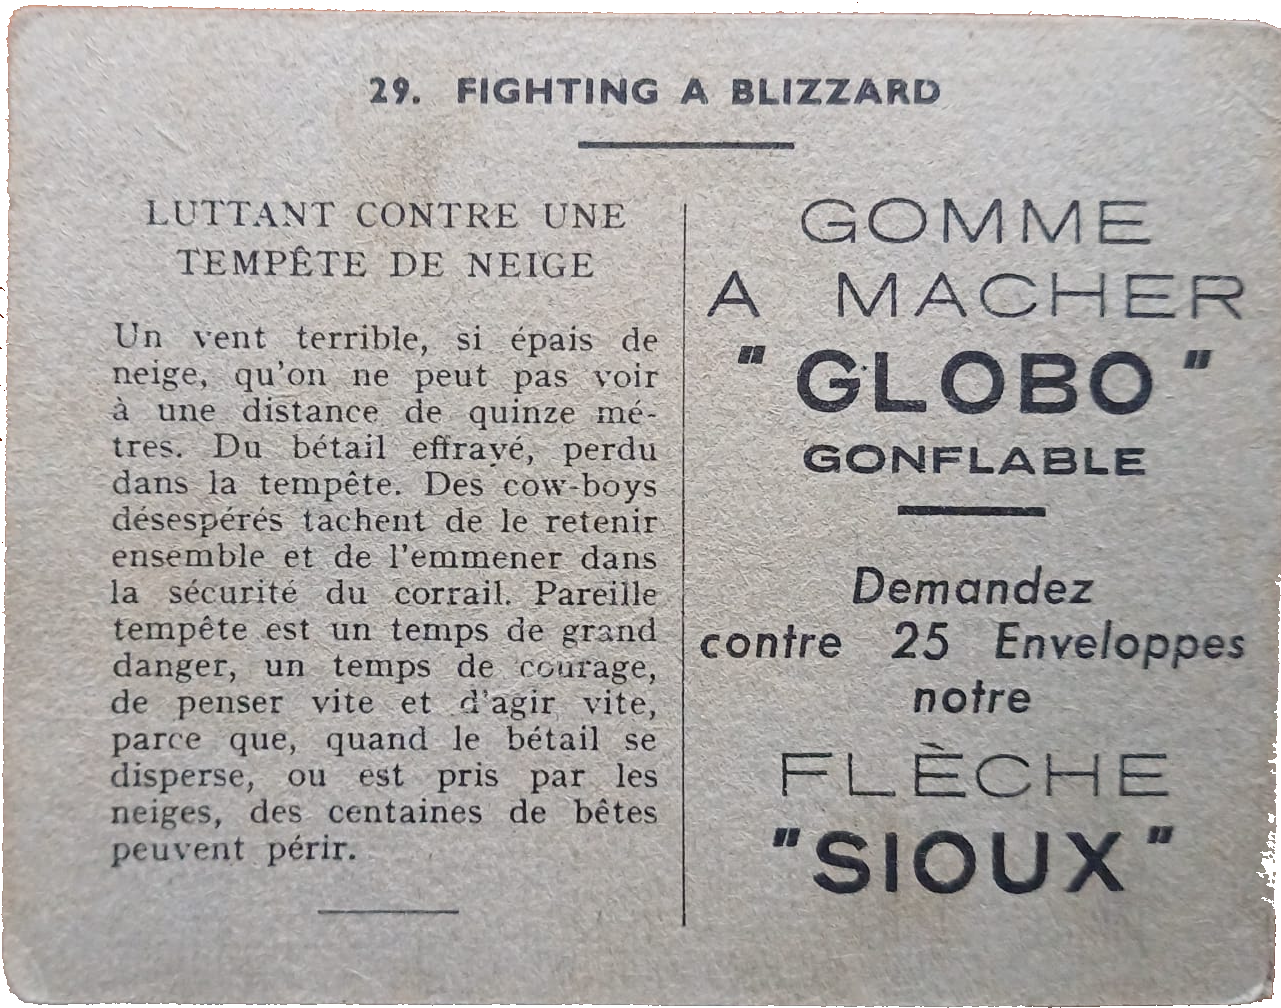 29. FIGHTING A BLIZZARD
LUTTANT CONTRE UNE
TEMPÊTE DE NEIGE
Un vent terrible, si épais de
neige, qu'on ne peut pas voir
à une distance de quinze mé-
tres. Du bétail effrayé, perdu
dans la tempête. Des cow-boys
désespérés tachent de le retenir
ensemble et de l'emmener dans
la sécurité du corrail. Pareille
tempête est un temps de grand
danger, un temps de courage,
de penser vite et d'agir vite,
parce que, quand le bétail se
disperse, ou est pris par les
neiges, des centaines de bêtes
peuvent périr.
GOMME
A MACHER
"GLOBO"
GONFLABLE
Demandez
contre 25 Enveloppes
notre
FLÈCHE
"SIOUX"